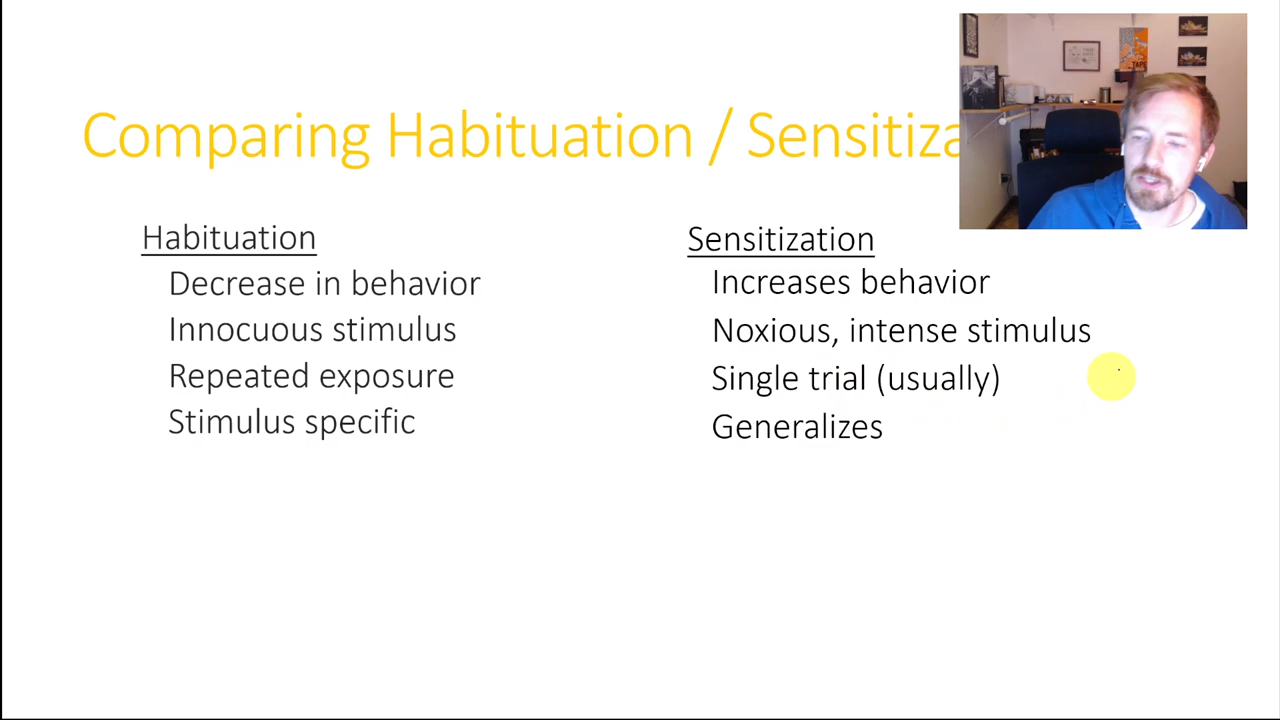 Comparing Habituation / Sensitiza
Habituation
Decrease in behavior
Innocuous stimulus
Repeated exposure
Stimulus specific
Sensitization
Increases behavior
Noxious, intense stimulus
Single trial (usually)
Generalizes